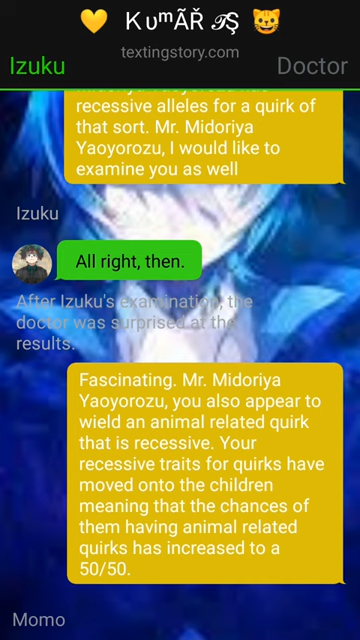 💛 KυᵐÃŘ 𝒯Ş 😺
textingstory.com
Izuku Doctor
recessive alleles for a quirk of
that sort. Mr. Midoriya
Yaoyorozu, I would like to
examine you as well
Izuku
All right, then.
After Izuku's examination, the
doctor was surprised at the
results.
Fascinating. Mr. Midoriya
Yaoyorozu, you also appear to
wield an animal related quirk
that is recessive. Your
recessive traits for quirks have
moved onto the children
meaning that the chances of
them having animal related
quirks has increased to a
50/50.
Momo